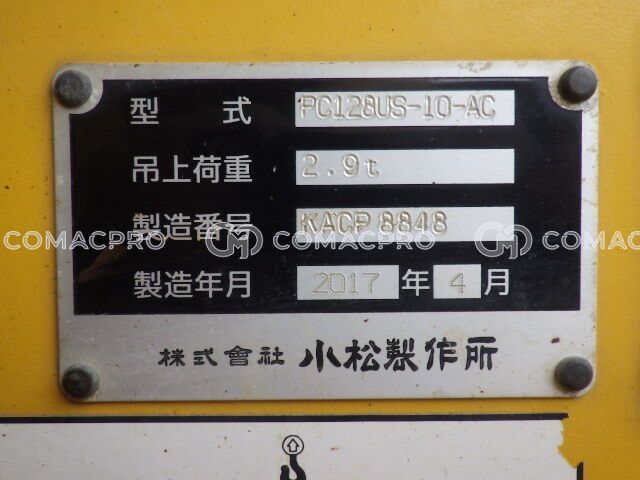 型 式 PC128US-10-AC
吊上荷重 2.9t
製造番号 KACP 8848
COMACPRO COMACPRO COMACPRO
製造年月 2017 年 4 月
株式會社 小松製作所